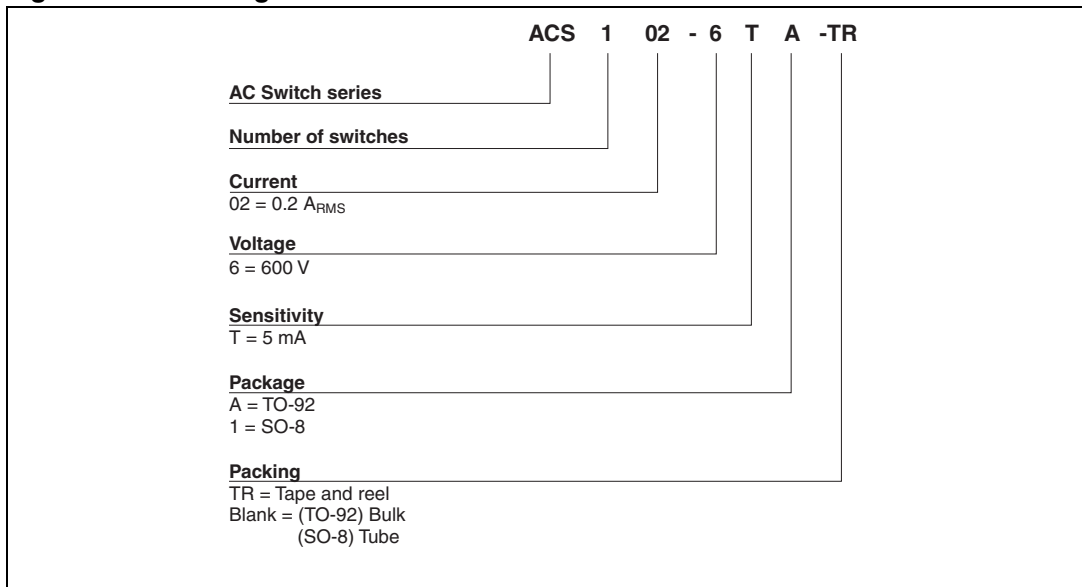 ACS 1 02 - 6 T A -TR
AC Switch series
Number of switches
Current
02 = 0.2 ARMS
Voltage
6 = 600 V
Sensitivity
T = 5 mA
Package
A = TO-92
1 = SO-8
Packing
TR = Tape and reel
Blank = (TO-92) Bulk
(SO-8) Tube